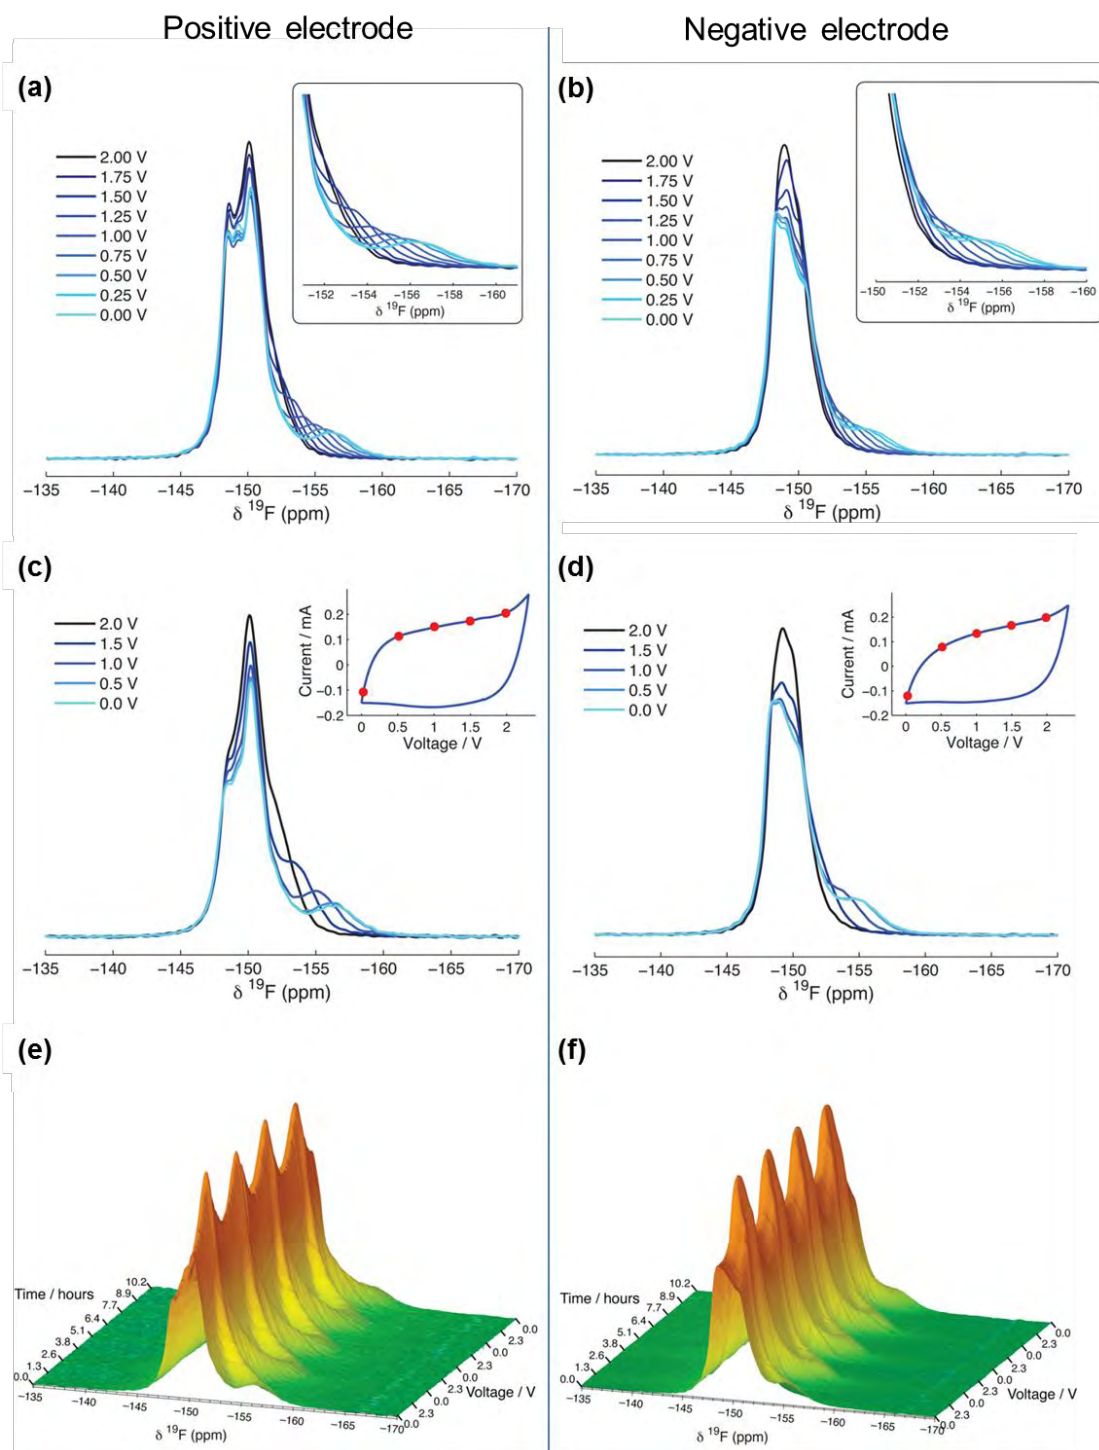 Positive electrode
Negative electrode
(a)
2.00 V
1.75 V
1.50 V
1.25 V
1.00 V
0.75 V
0.50 V
0.25 V
0.00 V
−152 −154 −156 −158 −160
δ ¹⁹F (ppm)
−135 −140 −145 −150 −155 −160 −165 −170
δ ¹⁹F (ppm)
(b)
2.00 V
1.75 V
1.50 V
1.25 V
1.00 V
0.75 V
0.50 V
0.25 V
0.00 V
−150 −152 −154 −156 −158 −160
δ ¹⁹F (ppm)
−135 −140 −145 −150 −155 −160 −165 −170
δ ¹⁹F (ppm)
(c)
2.0 V
1.5 V
1.0 V
0.5 V
0.0 V
Current / mA
0.2
0.1
0
−0.1
−0.2
0 0.5 1 1.5 2
Voltage / V
−135 −140 −145 −150 −155 −160 −165 −170
δ ¹⁹F (ppm)
(d)
2.0 V
1.5 V
1.0 V
0.5 V
0.0 V
Current / mA
0.2
0.1
0
−0.1
−0.2
0 0.5 1 1.5 2
Voltage / V
−135 −140 −145 −150 −155 −160 −165 −170
δ ¹⁹F (ppm)
(e)
Time / hours
10.2
8.9
7.7
6.4
5.1
3.8
2.6
1.3
0.0
−135 −140 −145 −150 −155 −160 −165 −170
δ ¹⁹F (ppm)
0.0
2.3
0.0
2.3
0.0
2.3
0.0
2.3
0.0
Voltage / V
(f)
Time / hours
10.2
8.9
7.7
6.4
5.1
3.8
2.6
1.3
0.0
−135 −140 −145 −150 −155 −160 −165 −170
δ ¹⁹F (ppm)
0.0
2.3
0.0
2.3
0.0
2.3
0.0
2.3
0.0
Voltage / V